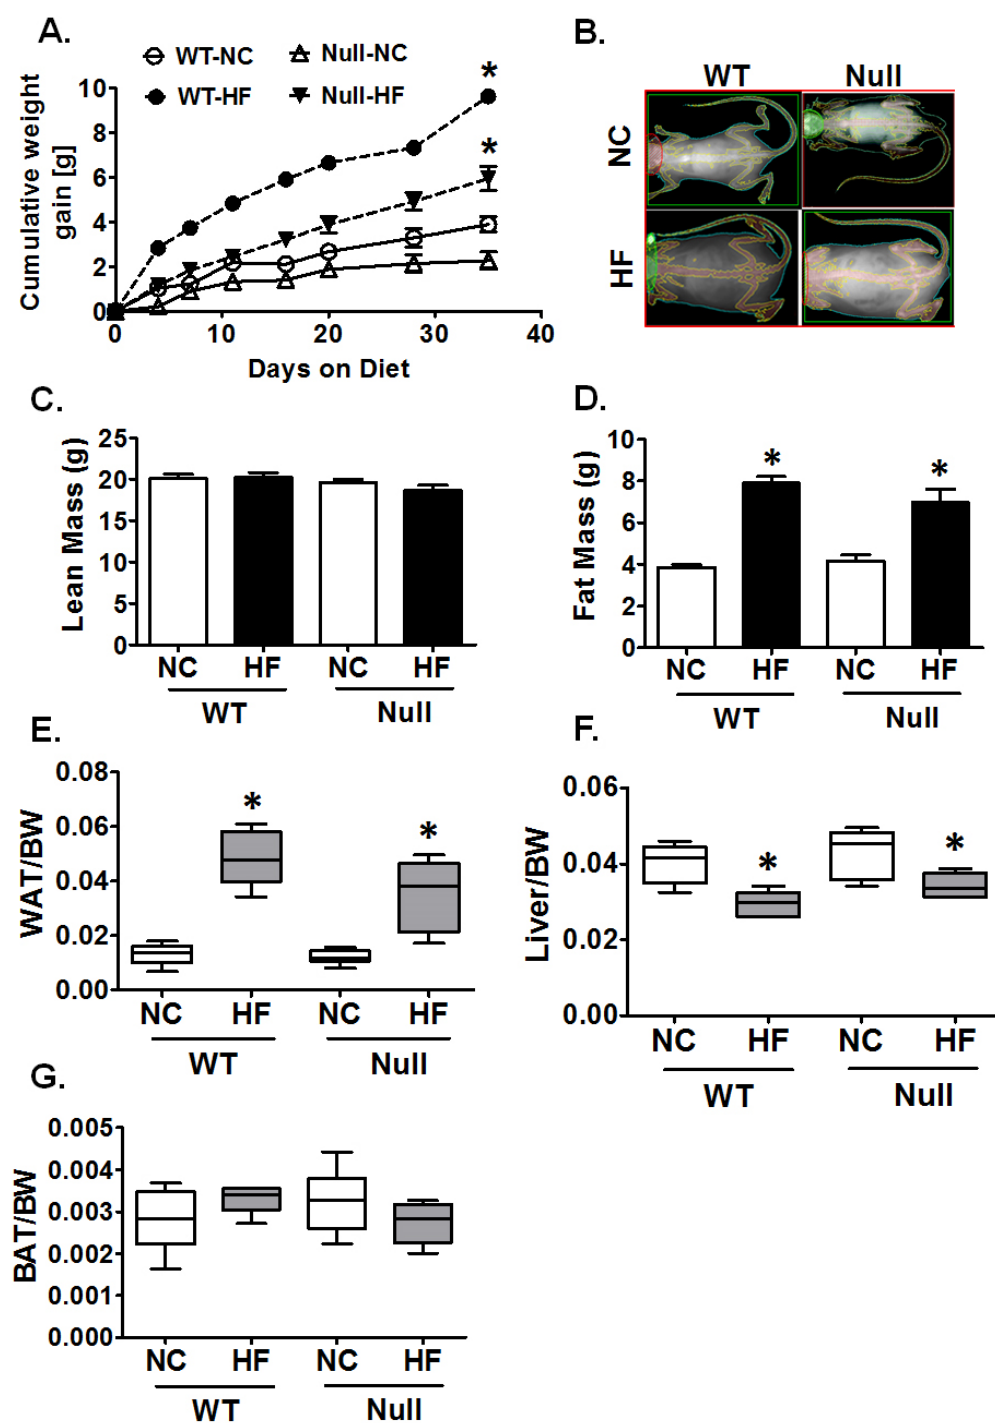 A.
WT-NC
Null-NC
WT-HF
Null-HF
Cumulative weight
gain [g]
10
8
6
4
2
0
*
*
0
10
20
30
40
Days on Diet
B.
WT
Null
NC
HF
C.
Lean Mass (g)
25
20
15
10
5
0
NC
HF
NC
HF
WT
Null
D.
Fat Mass (g)
10
8
6
4
2
0
*
*
NC
HF
NC
HF
WT
Null
E.
WAT/BW
0.08
0.06
0.04
0.02
0.00
*
*
NC
HF
NC
HF
WT
Null
F.
Liver/BW
0.06
0.04
0.02
0.00
*
*
NC
HF
NC
HF
WT
Null
G.
BAT/BW
0.005
0.004
0.003
0.002
0.001
0.000
NC
HF
NC
HF
WT
Null